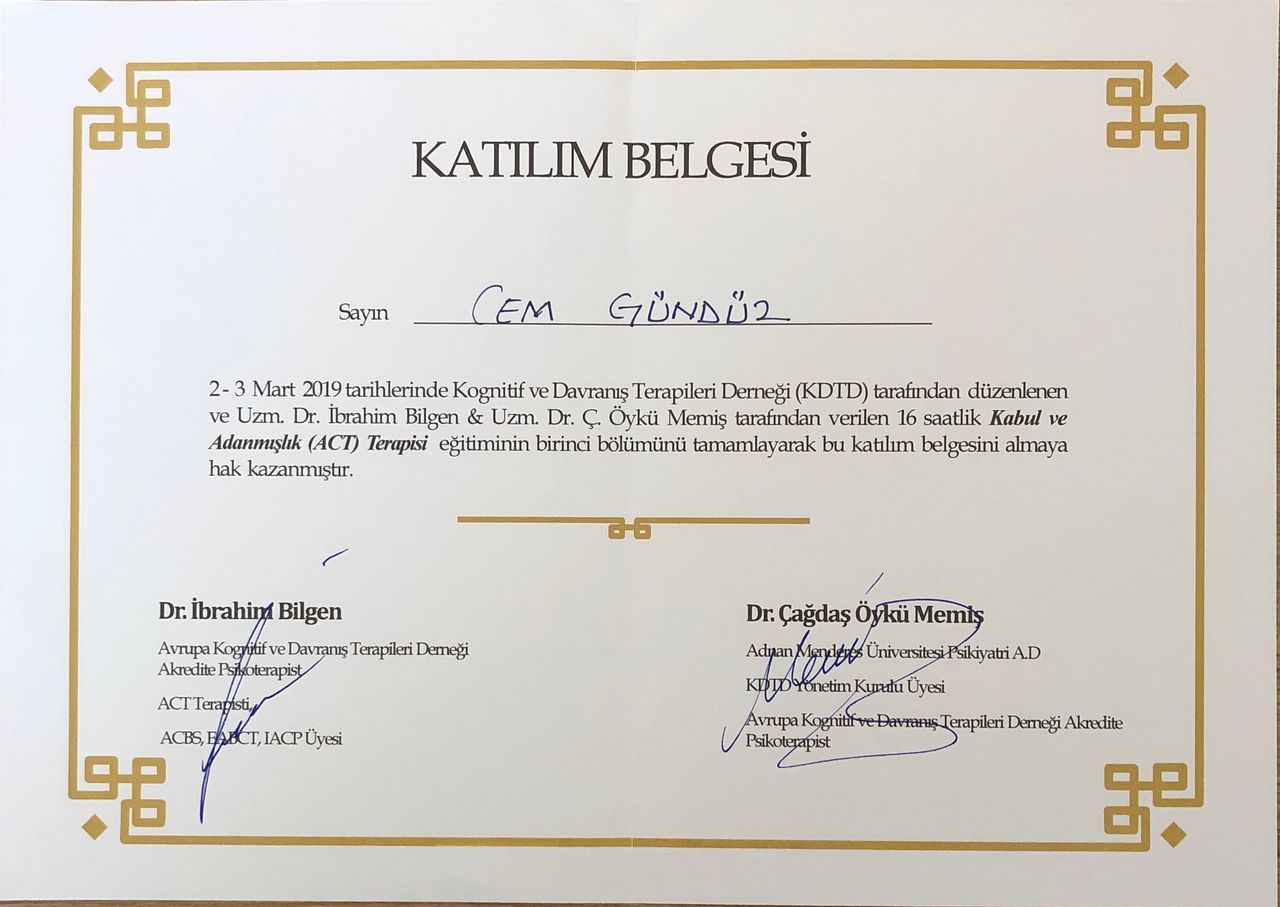 KATILIM BELGESİ
Sayın CEM GÜNDÜZ
2 - 3 Mart 2019 tarihlerinde Kognitif ve Davranış Terapileri Derneği (KDTD) tarafından düzenlenen
ve Uzm. Dr. İbrahim Bilgen & Uzm. Dr. Ç. Öykü Memiş tarafından verilen 16 saatlik Kabul ve
Adanmışlık (ACT) Terapisi eğitiminin birinci bölümünü tamamlayarak bu katılım belgesini almaya
hak kazanmıştır.
Dr. İbrahim Bilgen
Avrupa Kognitif ve Davranış Terapileri Derneği
Akredite Psikoterapist
ACT Terapisti,
ACBS, EABCT, IACP Üyesi
Dr. Çağdaş Öykü Memiş
Adnan Menderes Üniversitesi Psikiyatri A.D
KDTD Yönetim Kurulu Üyesi
Avrupa Kognitif ve Davranış Terapileri Derneği Akredite
Psikoterapist